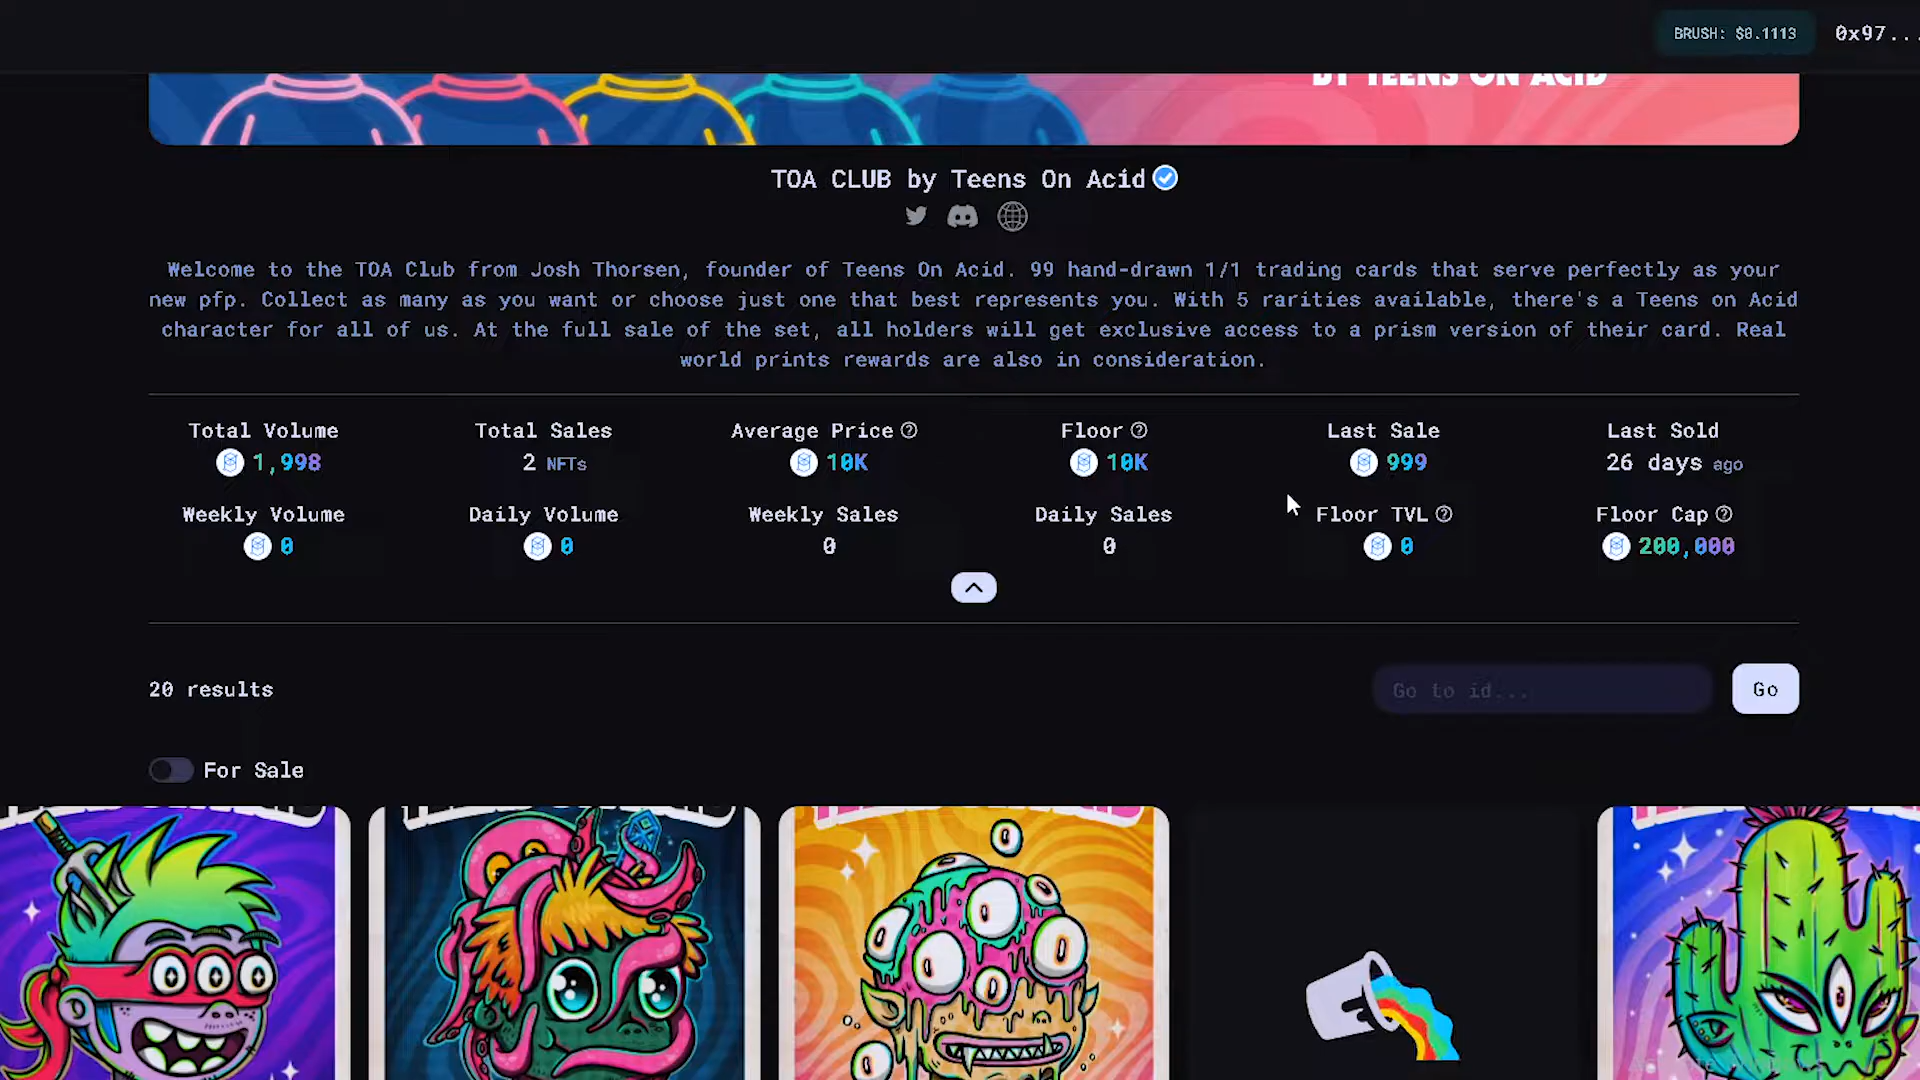 BRUSH: $0.1113
0x97...
BY TEENS ON ACID
TOA CLUB by Teens On Acid
Welcome to the TOA Club from Josh Thorsen, founder of Teens On Acid. 99 hand-drawn 1/1 trading cards that serve perfectly as your
new pfp. Collect as many as you want or choose just one that best represents you. With 5 rarities available, there's a Teens on Acid
character for all of us. At the full sale of the set, all holders will get exclusive access to a prism version of their card. Real
world prints rewards are also in consideration.
Total Volume
1,998
Total Sales
2 NFTs
Average Price
10K
Floor
10K
Last Sale
999
Last Sold
26 days ago
Weekly Volume
0
Daily Volume
0
Weekly Sales
0
Daily Sales
0
Floor TVL
0
Floor Cap
200,000
20 results
Go to id...
Go
For Sale